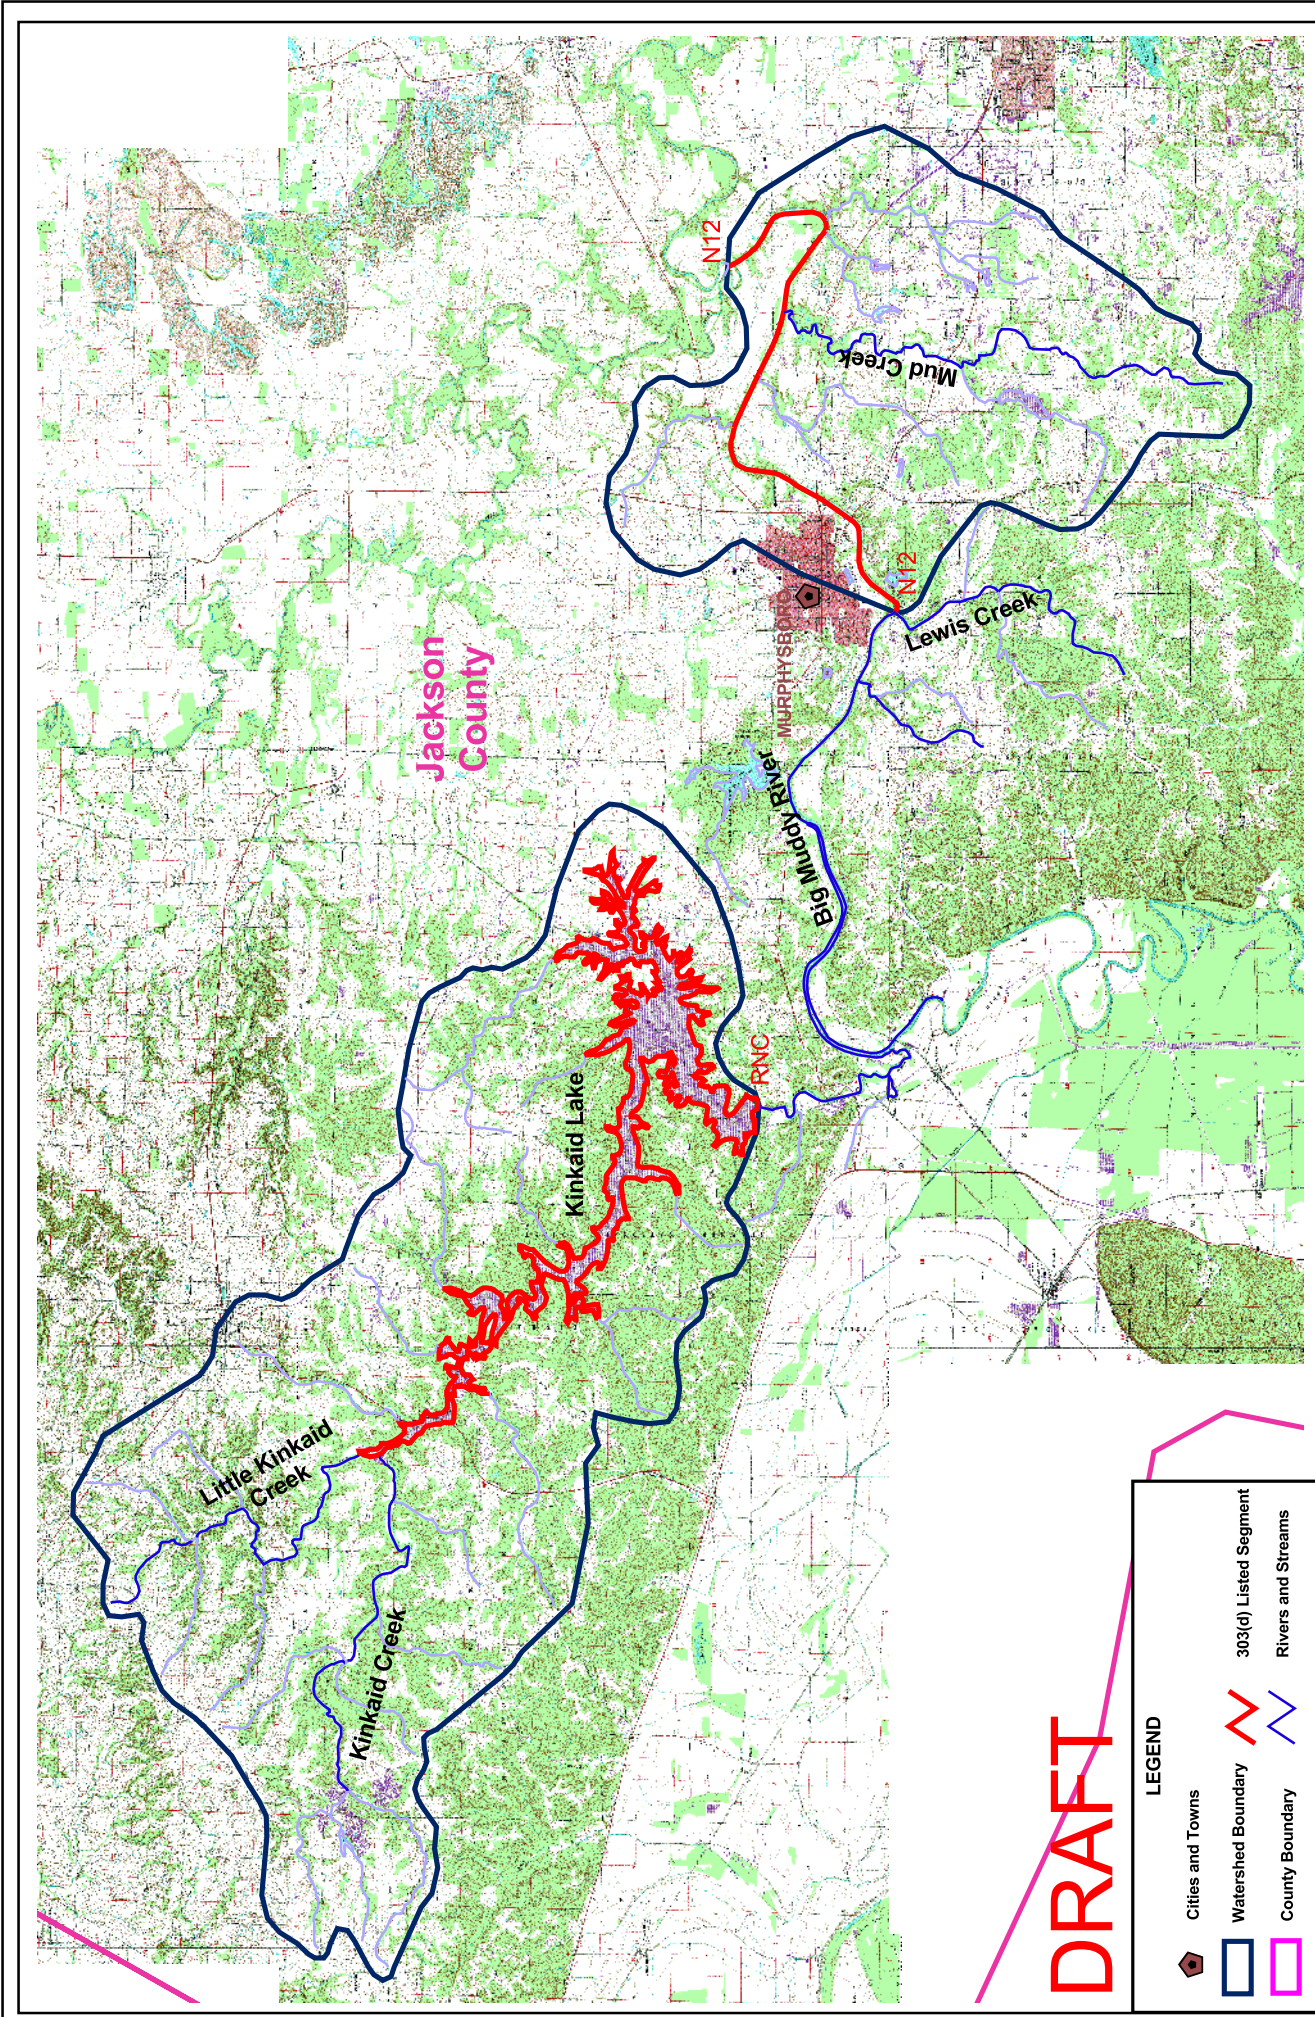 Jackson
County
N12
N12
Mud Creek
Lewis Creek
MURPHYSBORO
Big Muddy River
RNC
Kinkaid Lake
Little Kinkaid
Creek
Kinkaid Creek
DRAFT
LEGEND
Cities and Towns
Watershed Boundary
County Boundary
303(d) Listed Segment
Rivers and Streams